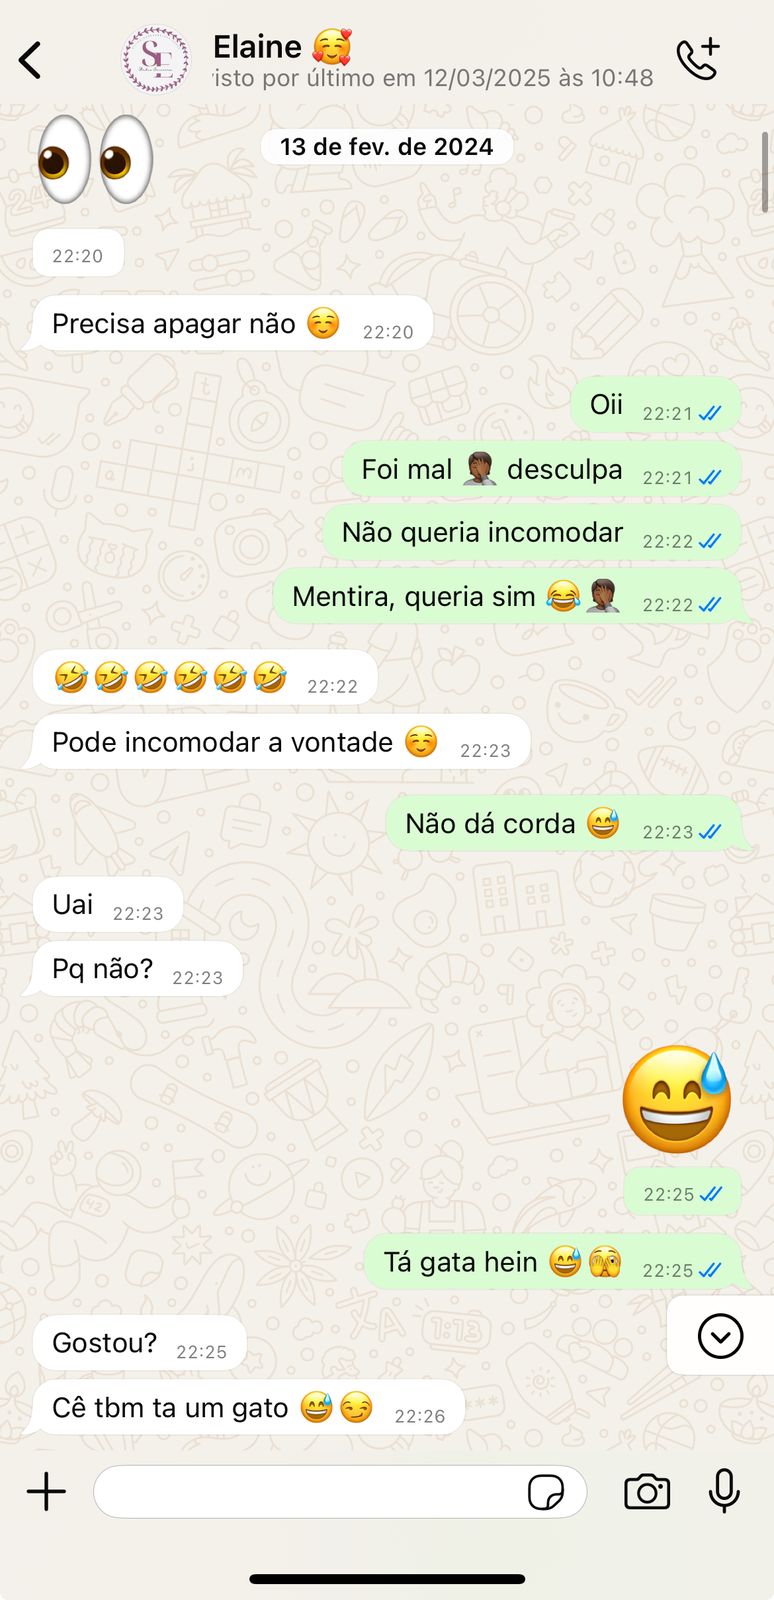 Elaine 🥰
isto por último em 12/03/2025 às 10:48
13 de fev. de 2024
👀
22:20
Precisa apagar não ☺️ 22:20
Oii 22:21
Foi mal 🤦🏾 desculpa 22:21
Não queria incomodar 22:22
Mentira, queria sim 😂🤦🏾 22:22
🤣🤣🤣🤣🤣🤣 22:22
Pode incomodar a vontade ☺️ 22:23
Não dá corda 😅 22:23
Uai 22:23
Pq não? 22:23
😅
22:25
Tá gata hein 😅🫣 22:25
Gostou? 22:25
Cê tbm ta um gato 😅😏 22:26